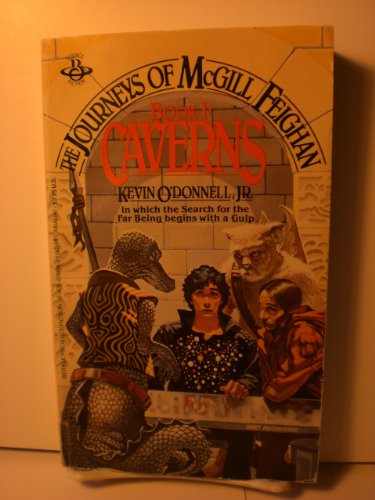 THE JOURNEYS OF McGILL FEIGHAN
BOOK I:
CAVERNS
KEVIN O'DONNELL, JR.
In which the Search for the
Far Being begins with a Gulp